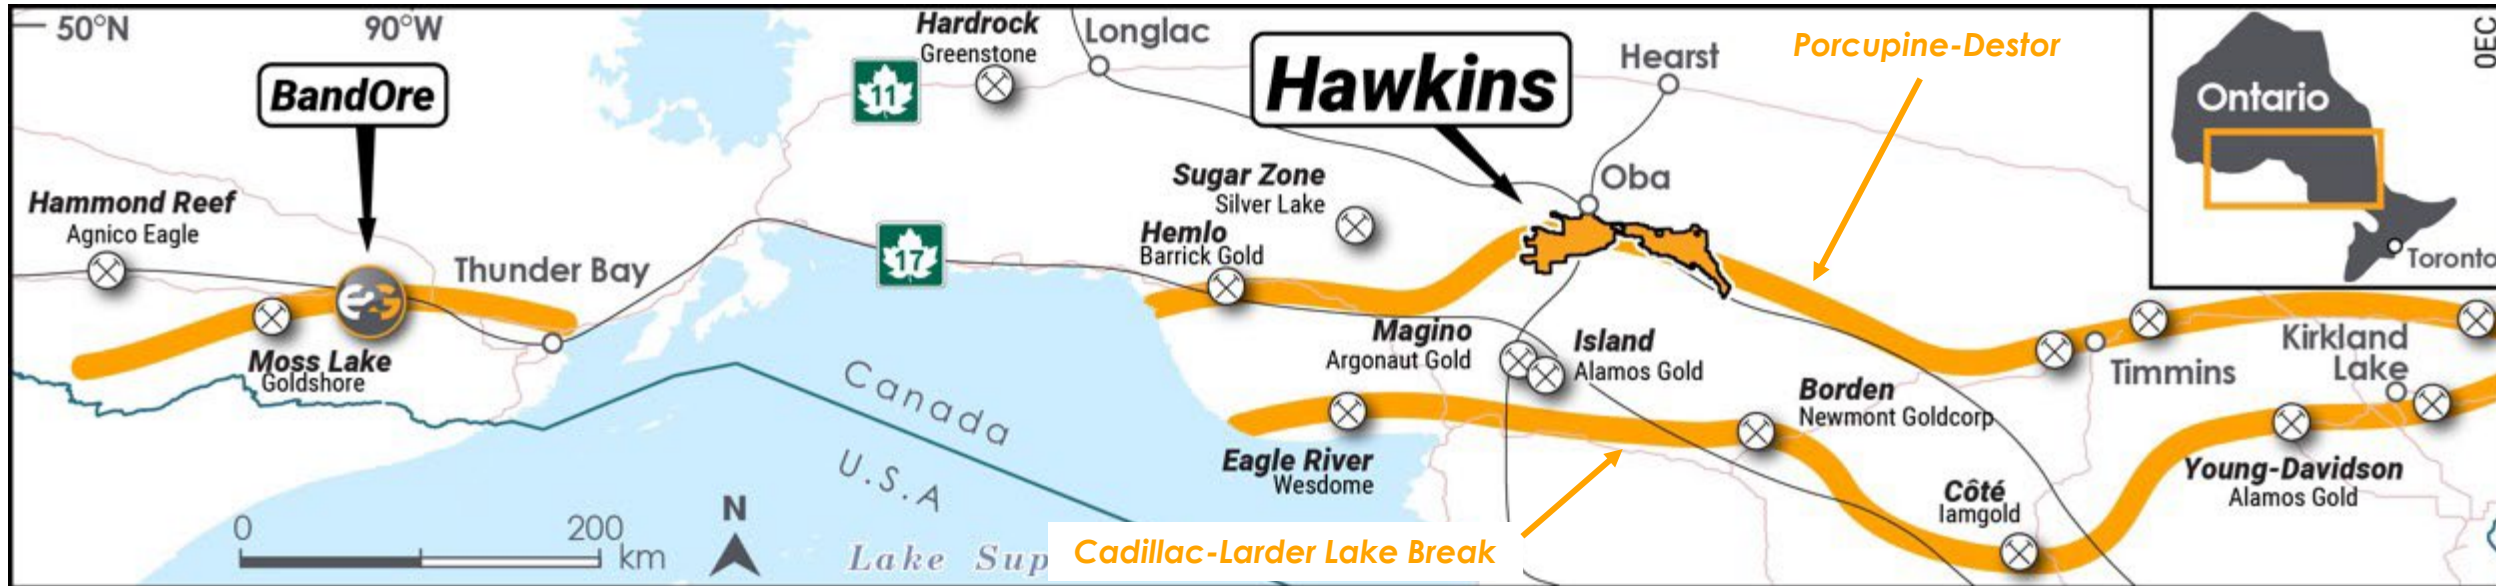 50°N
90°W
Hardrock
Greenstone
Longlac
Hearst
Porcupine-Destor
Ontario
Toronto
OEC
BandOre
11
Hawkins
Oba
Sugar Zone
Silver Lake
Hammond Reef
Agnico Eagle
Hemlo
Barrick Gold
17
Thunder Bay
E2G
Moss Lake
Goldshore
Magino
Argonaut Gold
Island
Alamos Gold
Kirkland
Lake
Timmins
Borden
Newmont Goldcorp
Canada
U.S.A
Eagle River
Wesdome
Young-Davidson
Alamos Gold
Côté
Iamgold
0 200
km
N
Lake Sup
Cadillac-Larder Lake Break